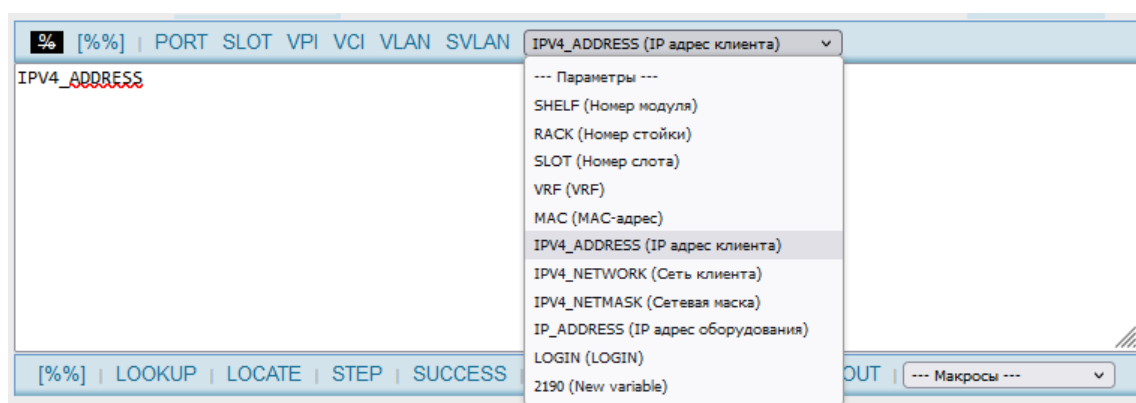 % [%%] | PORT SLOT VPI VCI VLAN SVLAN IPV4_ADDRESS (IP адрес клиента)
IPV4_ADDRESS
--- Параметры ---
SHELF (Номер модуля)
RACK (Номер стойки)
SLOT (Номер слота)
VRF (VRF)
MAC (MAC-адрес)
IPV4_ADDRESS (IP адрес клиента)
IPV4_NETWORK (Сеть клиента)
IPV4_NETMASK (Сетевая маска)
IP_ADDRESS (IP адрес оборудования)
LOGIN (LOGIN)
2190 (New variable)
[%%] | LOOKUP | LOCATE | STEP | SUCCESS OUT | --- Макросы ---